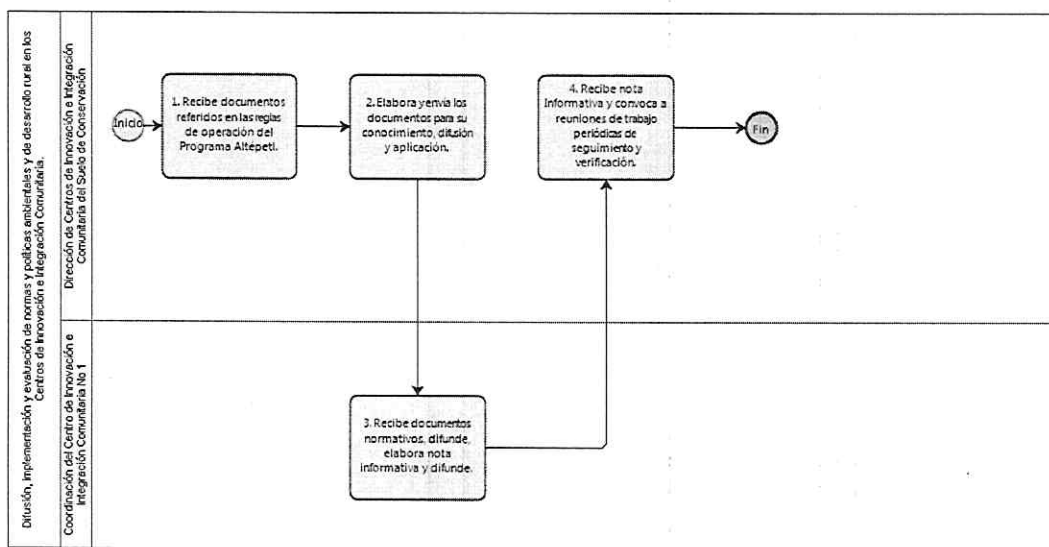 Difusión, implementación y evaluación de normas y políticas ambientales y de desarrollo rural en los
Centros de Innovación e Integración Comunitaria.
Dirección de Centros de Innovación e Integración
Comunitaria del Suelo de Conservación
Inicio
1. Recibe documentos
referidos en las reglas
de operación del
Programa Altépetl.
2. Elabora y envía los
documentos para su
conocimiento, difusión
y aplicación.
4. Recibe nota
Informativa y convoca a
reuniones de trabajo
periódicas de
seguimiento y
verificación.
Fin
Coordinación del Centro de Innovación e
Integración Comunitaria No 1
3. Recibe documentos
normativos, difunde,
elabora nota
informativa y difunde.